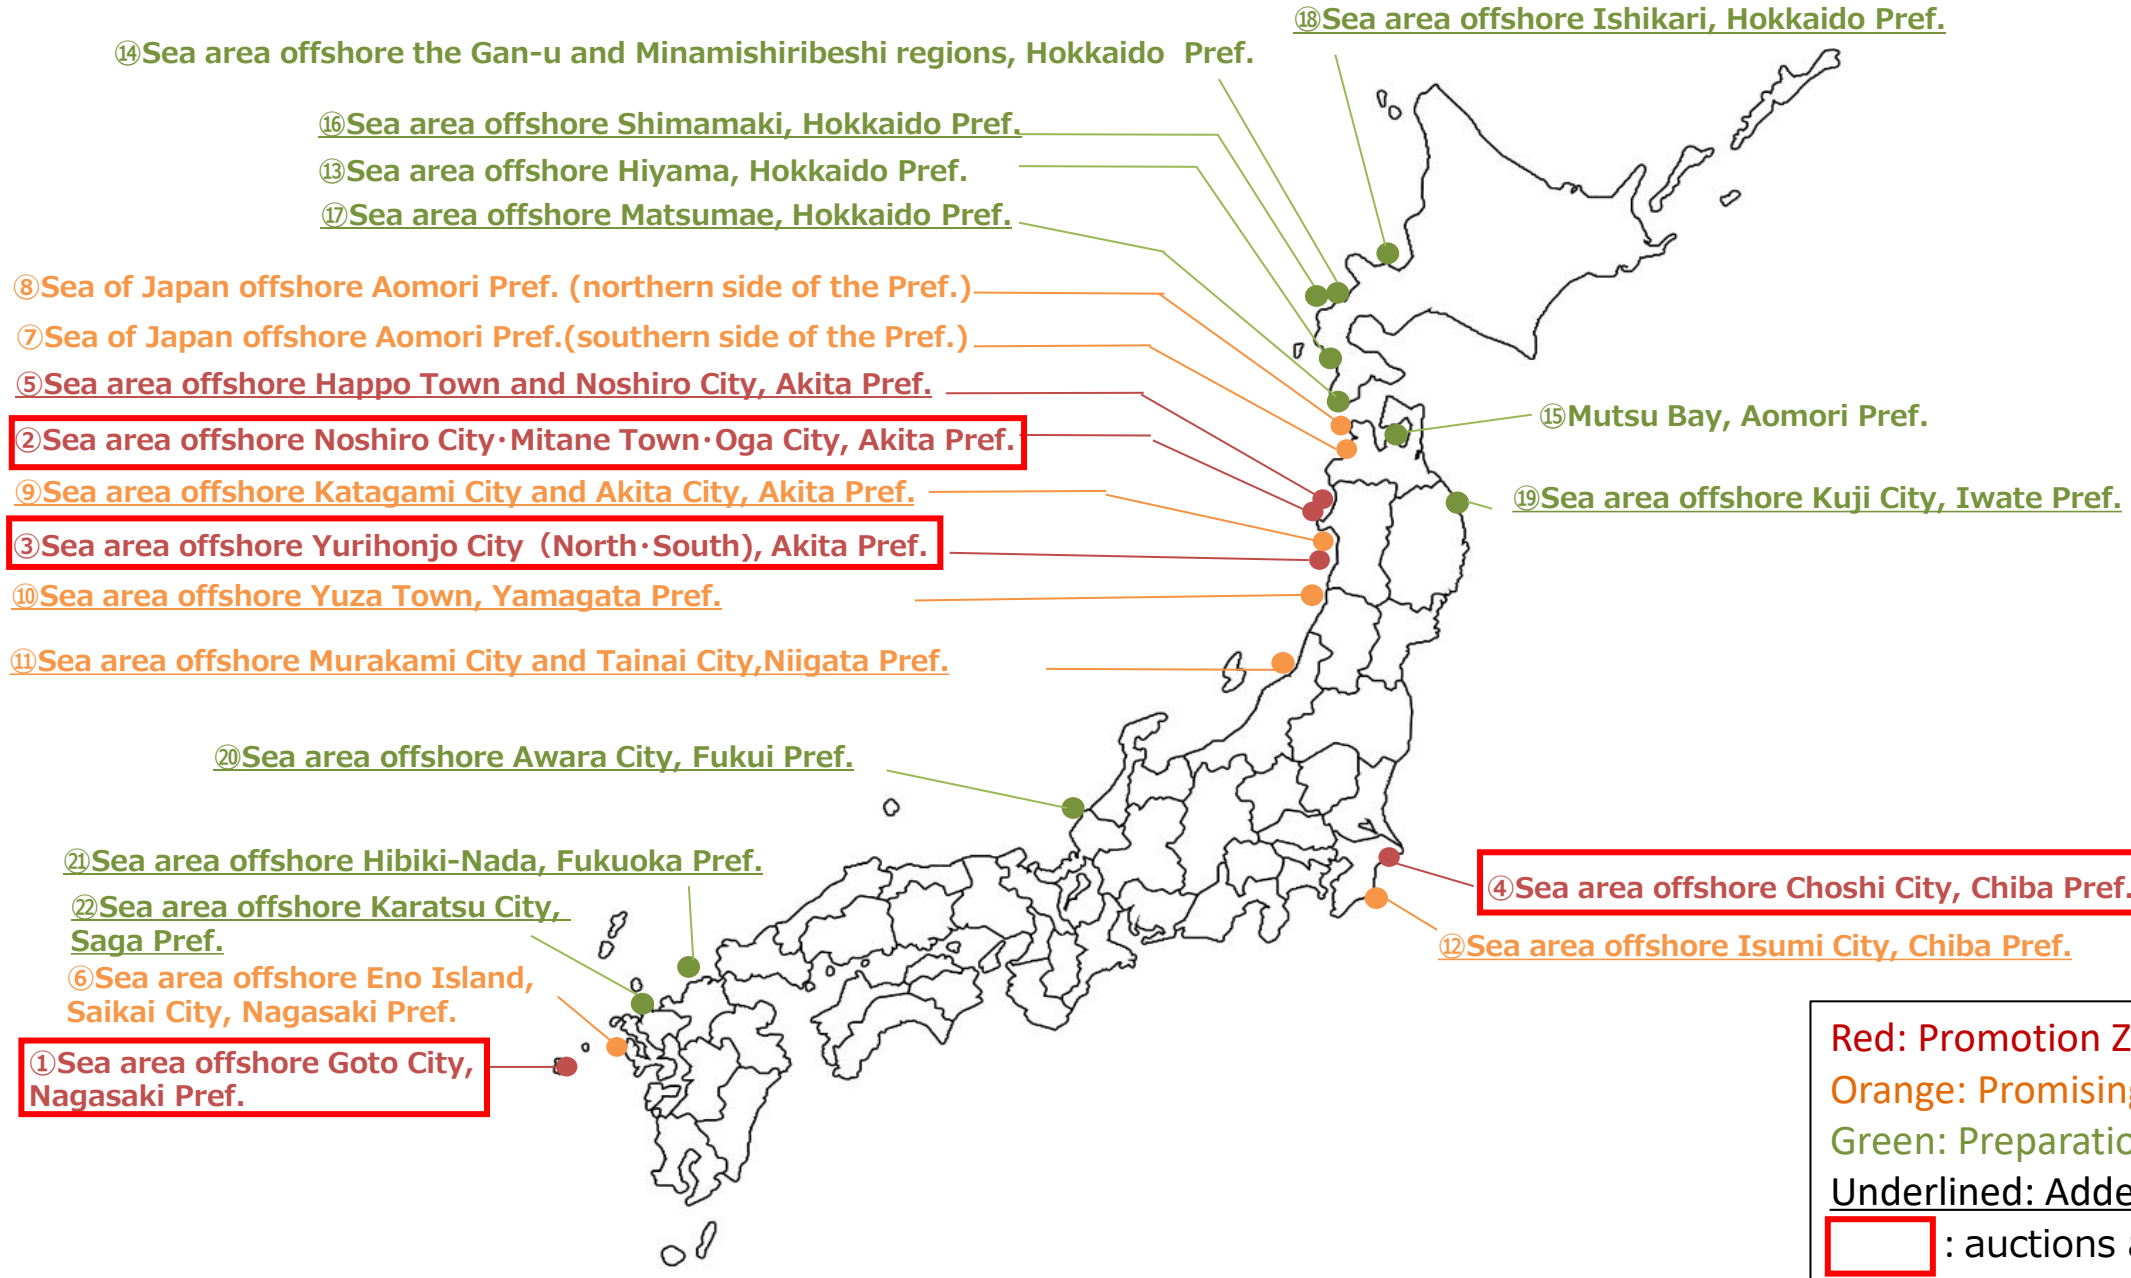 ⑱Sea area offshore Ishikari, Hokkaido Pref.
⑭Sea area offshore the Gan-u and Minamishiribeshi regions, Hokkaido Pref.
⑯Sea area offshore Shimamaki, Hokkaido Pref.
⑬Sea area offshore Hiyama, Hokkaido Pref.
⑰Sea area offshore Matsumae, Hokkaido Pref.
⑧Sea of Japan offshore Aomori Pref. (northern side of the Pref.)
⑦Sea of Japan offshore Aomori Pref.(southern side of the Pref.)
⑤Sea area offshore Happo Town and Noshiro City, Akita Pref.
②Sea area offshore Noshiro City・Mitane Town・Oga City, Akita Pref.
⑨Sea area offshore Katagami City and Akita City, Akita Pref.
③Sea area offshore Yurihonjo City（North・South), Akita Pref.
⑩Sea area offshore Yuza Town, Yamagata Pref.
⑪Sea area offshore Murakami City and Tainai City,Niigata Pref.
⑮Mutsu Bay, Aomori Pref.
⑲Sea area offshore Kuji City, Iwate Pref.
⑳Sea area offshore Awara City, Fukui Pref.
㉑Sea area offshore Hibiki-Nada, Fukuoka Pref.
㉒Sea area offshore Karatsu City,
Saga Pref.
⑥Sea area offshore Eno Island,
Saikai City, Nagasaki Pref.
①Sea area offshore Goto City,
Nagasaki Pref.
④Sea area offshore Choshi City, Chiba Pref.
⑫Sea area offshore Isumi City, Chiba Pref.
Red: Promotion
Orange:
Green:
Underlined:
: auctions